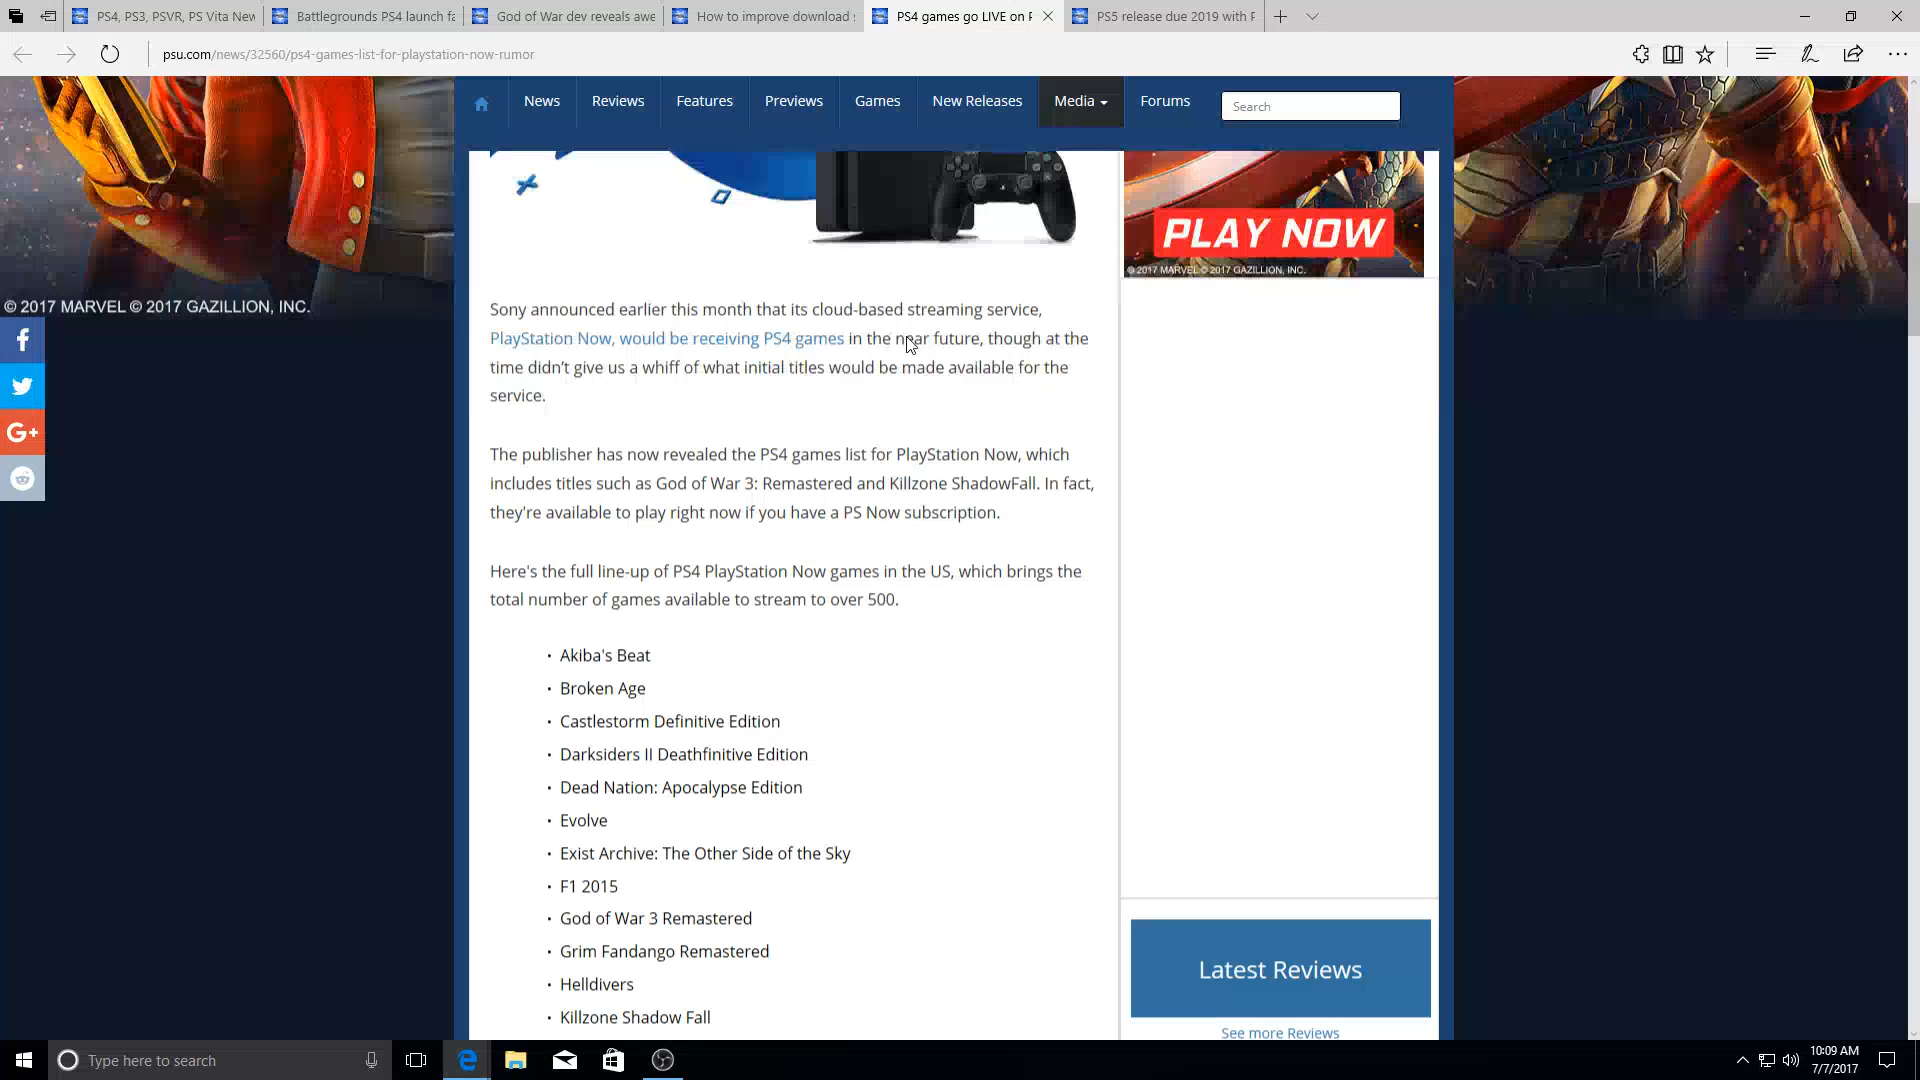 PS4, PS3, PSVR, PS Vita New
Battlegrounds PS4 launch fa
God of War dev reveals awe
How to improve download s
PS4 games go LIVE on P
PS5 release due 2019 with P
psu.com/news/32560/ps4-games-list-for-playstation-now-rumor
News
Reviews
Features
Previews
Games
New Releases
Media
Forums
Search
PLAY NOW
© 2017 MARVEL © 2017 GAZILLION, INC.
© 2017 MARVEL © 2017 GAZILLION, INC.
Sony announced earlier this month that its cloud-based streaming service,
PlayStation Now, would be receiving PS4 games in the near future, though at the
time didn't give us a whiff of what initial titles would be made available for the
service.
The publisher has now revealed the PS4 games list for PlayStation Now, which
includes titles such as God of War 3: Remastered and Killzone ShadowFall. In fact,
they're available to play right now if you have a PS Now subscription.
Here's the full line-up of PS4 PlayStation Now games in the US, which brings the
total number of games available to stream to over 500.
• Akiba's Beat
• Broken Age
• Castlestorm Definitive Edition
• Darksiders II Deathfinitive Edition
• Dead Nation: Apocalypse Edition
• Evolve
• Exist Archive: The Other Side of the Sky
• F1 2015
• God of War 3 Remastered
• Grim Fandango Remastered
• Helldivers
• Killzone Shadow Fall
Latest Reviews
See more Reviews
f
G+
Type here to search
10:09 AM
7/7/2017